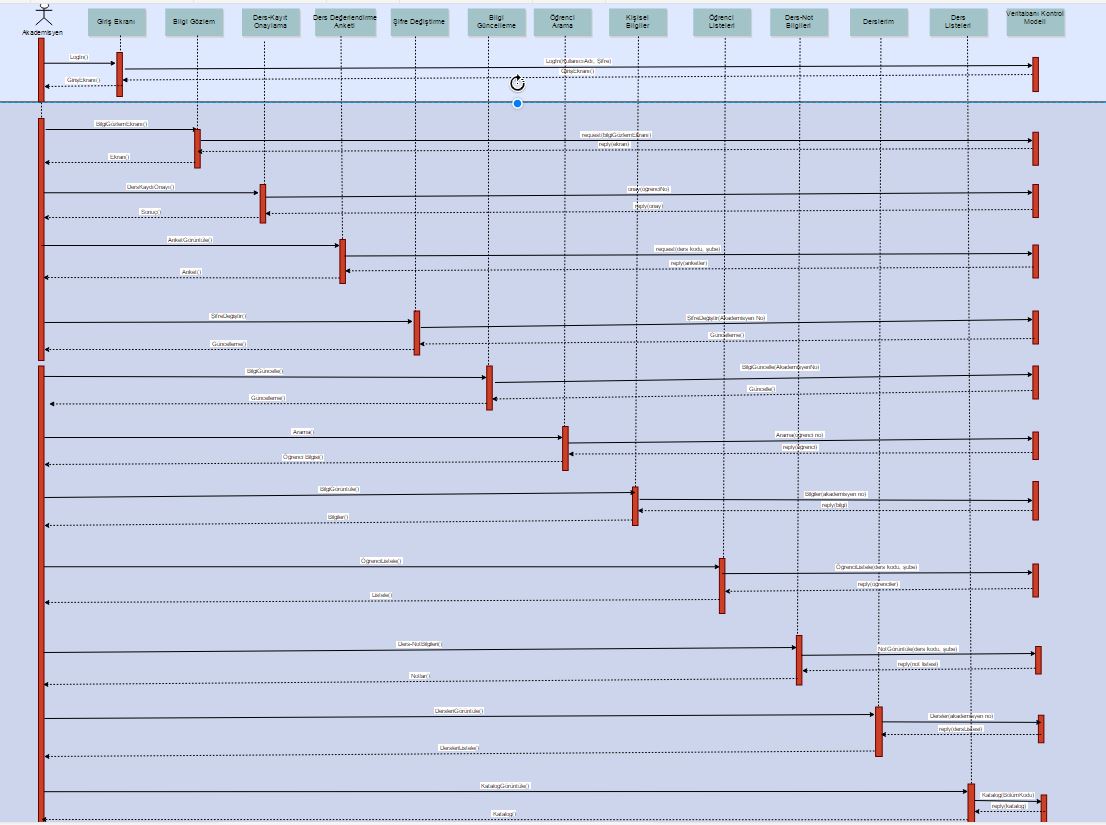 Akademisyen
Giriş Ekranı
Bilgi Gözlem
Ders-Kayıt
Onaylama
Ders Değerlendirme
Anketi
Şifre Değiştirme
Bilgi
Güncelleme
Öğrenci
Arama
Kişisel
Bilgiler
Öğrenci
Listeleri
Ders-Not
Bilgileri
Derslerim
Ders
Listeleri
Veritabanı Kontrol
Modeli
LogIn()
LogIn(KullanıcıAdı, Şifre)
GirişEkranı()
GirişEkranı()
BilgiGözlemEkranı()
request(bilgiGözlemEkranı)
reply(ekran)
Ekran()
DersKaydıOnayı()
onay(öğrenciNo)
reply(onay)
Sonuç()
AnketGörüntüle()
request(ders kodu, şube)
reply(anketler)
Anket()
ŞifreDeğiştir()
ŞifreDeğiştir(Akademisyen No)
Güncelleme()
Güncelleme()
BilgiGüncelle()
BilgiGüncelle(AkademisyenNo)
Güncelle()
Güncelleme()
Arama()
Arama(öğrenci no)
reply(öğrenci)
Öğrenci Bilgisi()
BilgiGörüntüle()
Bilgiler(akademisyen no)
reply(bilgi)
Bilgiler()
ÖğrenciListele()
ÖğrenciListele(ders kodu, şube)
reply(öğrenciler)
Listele()
Ders-NotBilgileri()
NotGörüntüle(ders kodu, şube)
reply(not listesi)
Notlar()
DersleriGörüntüle()
Dersler(akademisyen no)
reply(dersListesi)
DersleriListele()
KatalogGörüntüle()
Katalog(BölümKodu)
reply(katalog)
Katalog()